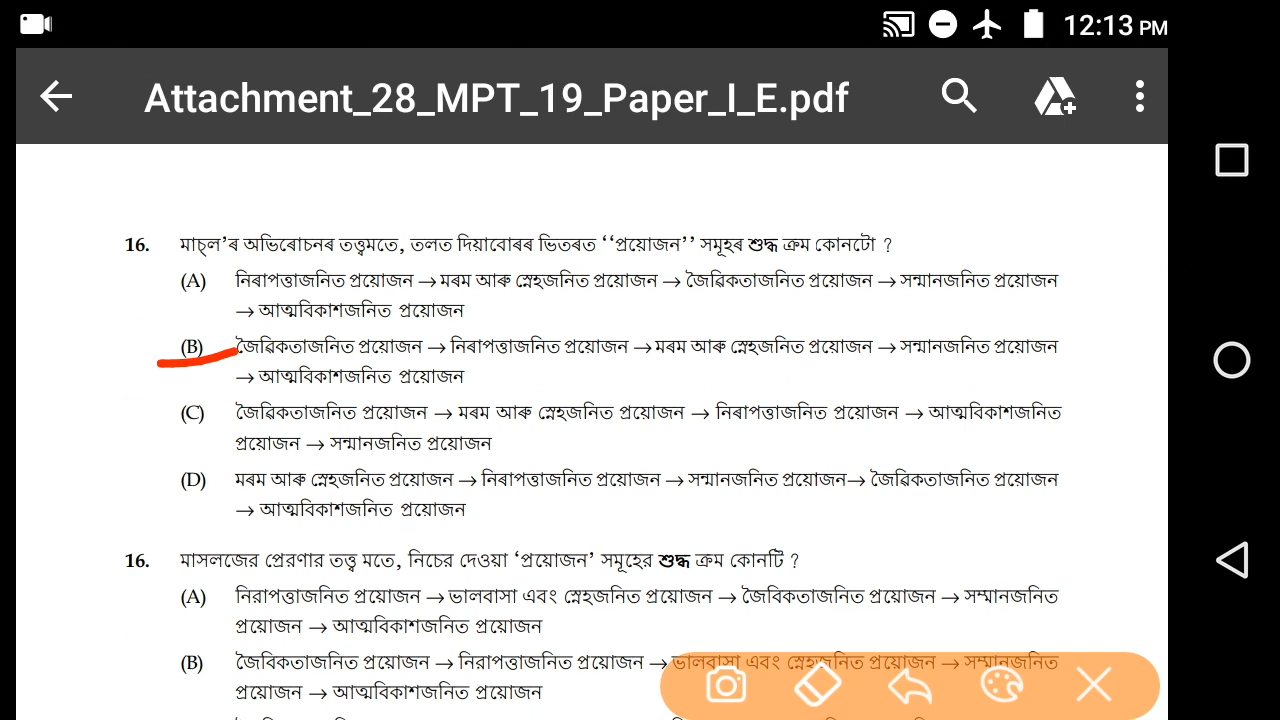 12:13 PM
Attachment_28_MPT_19_Paper_I_E.pdf
16. মাচ্‌ল’ৰ অভিৰোচনৰ তত্ত্বমতে, তলত দিয়াবোৰৰ ভিতৰত ‘‘প্ৰয়োজন’’ সমূহৰ শুদ্ধ ক্ৰম কোনটো ?
(A) নিৰাপত্তাজনিত প্ৰয়োজন → মৰম আৰু স্নেহজনিত প্ৰয়োজন → জৈৱিকতাজনিত প্ৰয়োজন → সন্মানজনিত প্ৰয়োজন
→ আত্মবিকাশজনিত প্ৰয়োজন
(B) জৈৱিকতাজনিত প্ৰয়োজন → নিৰাপত্তাজনিত প্ৰয়োজন → মৰম আৰু স্নেহজনিত প্ৰয়োজন → সন্মানজনিত প্ৰয়োজন
→ আত্মবিকাশজনিত প্ৰয়োজন
(C) জৈৱিকতাজনিত প্ৰয়োজন → মৰম আৰু স্নেহজনিত প্ৰয়োজন → নিৰাপত্তাজনিত প্ৰয়োজন → আত্মবিকাশজনিত
প্ৰয়োজন → সন্মানজনিত প্ৰয়োজন
(D) মৰম আৰু স্নেহজনিত প্ৰয়োজন → নিৰাপত্তাজনিত প্ৰয়োজন → সন্মানজনিত প্ৰয়োজন → জৈৱিকতাজনিত প্ৰয়োজন
→ আত্মবিকাশজনিত প্ৰয়োজন
16. মাসলজের প্রেরণার তত্ত্ব মতে, নিচের দেওয়া ‘প্রয়োজন’ সমূহের শুদ্ধ ক্রম কোনটি ?
(A) নিরাপত্তাজনিত প্রয়োজন → ভালবাসা এবং স্নেহজনিত প্রয়োজন → জৈবিকতাজনিত প্রয়োজন → সম্মানজনিত
প্রয়োজন → আত্মবিকাশজনিত প্রয়োজন
(B) জৈবিকতাজনিত প্রয়োজন → নিরাপত্তাজনিত প্রয়োজন → ভালবাসা এবং স্নেহজনিত প্রয়োজন → সম্মানজনিত
প্রয়োজন → আত্মবিকাশজনিত প্রয়োজন